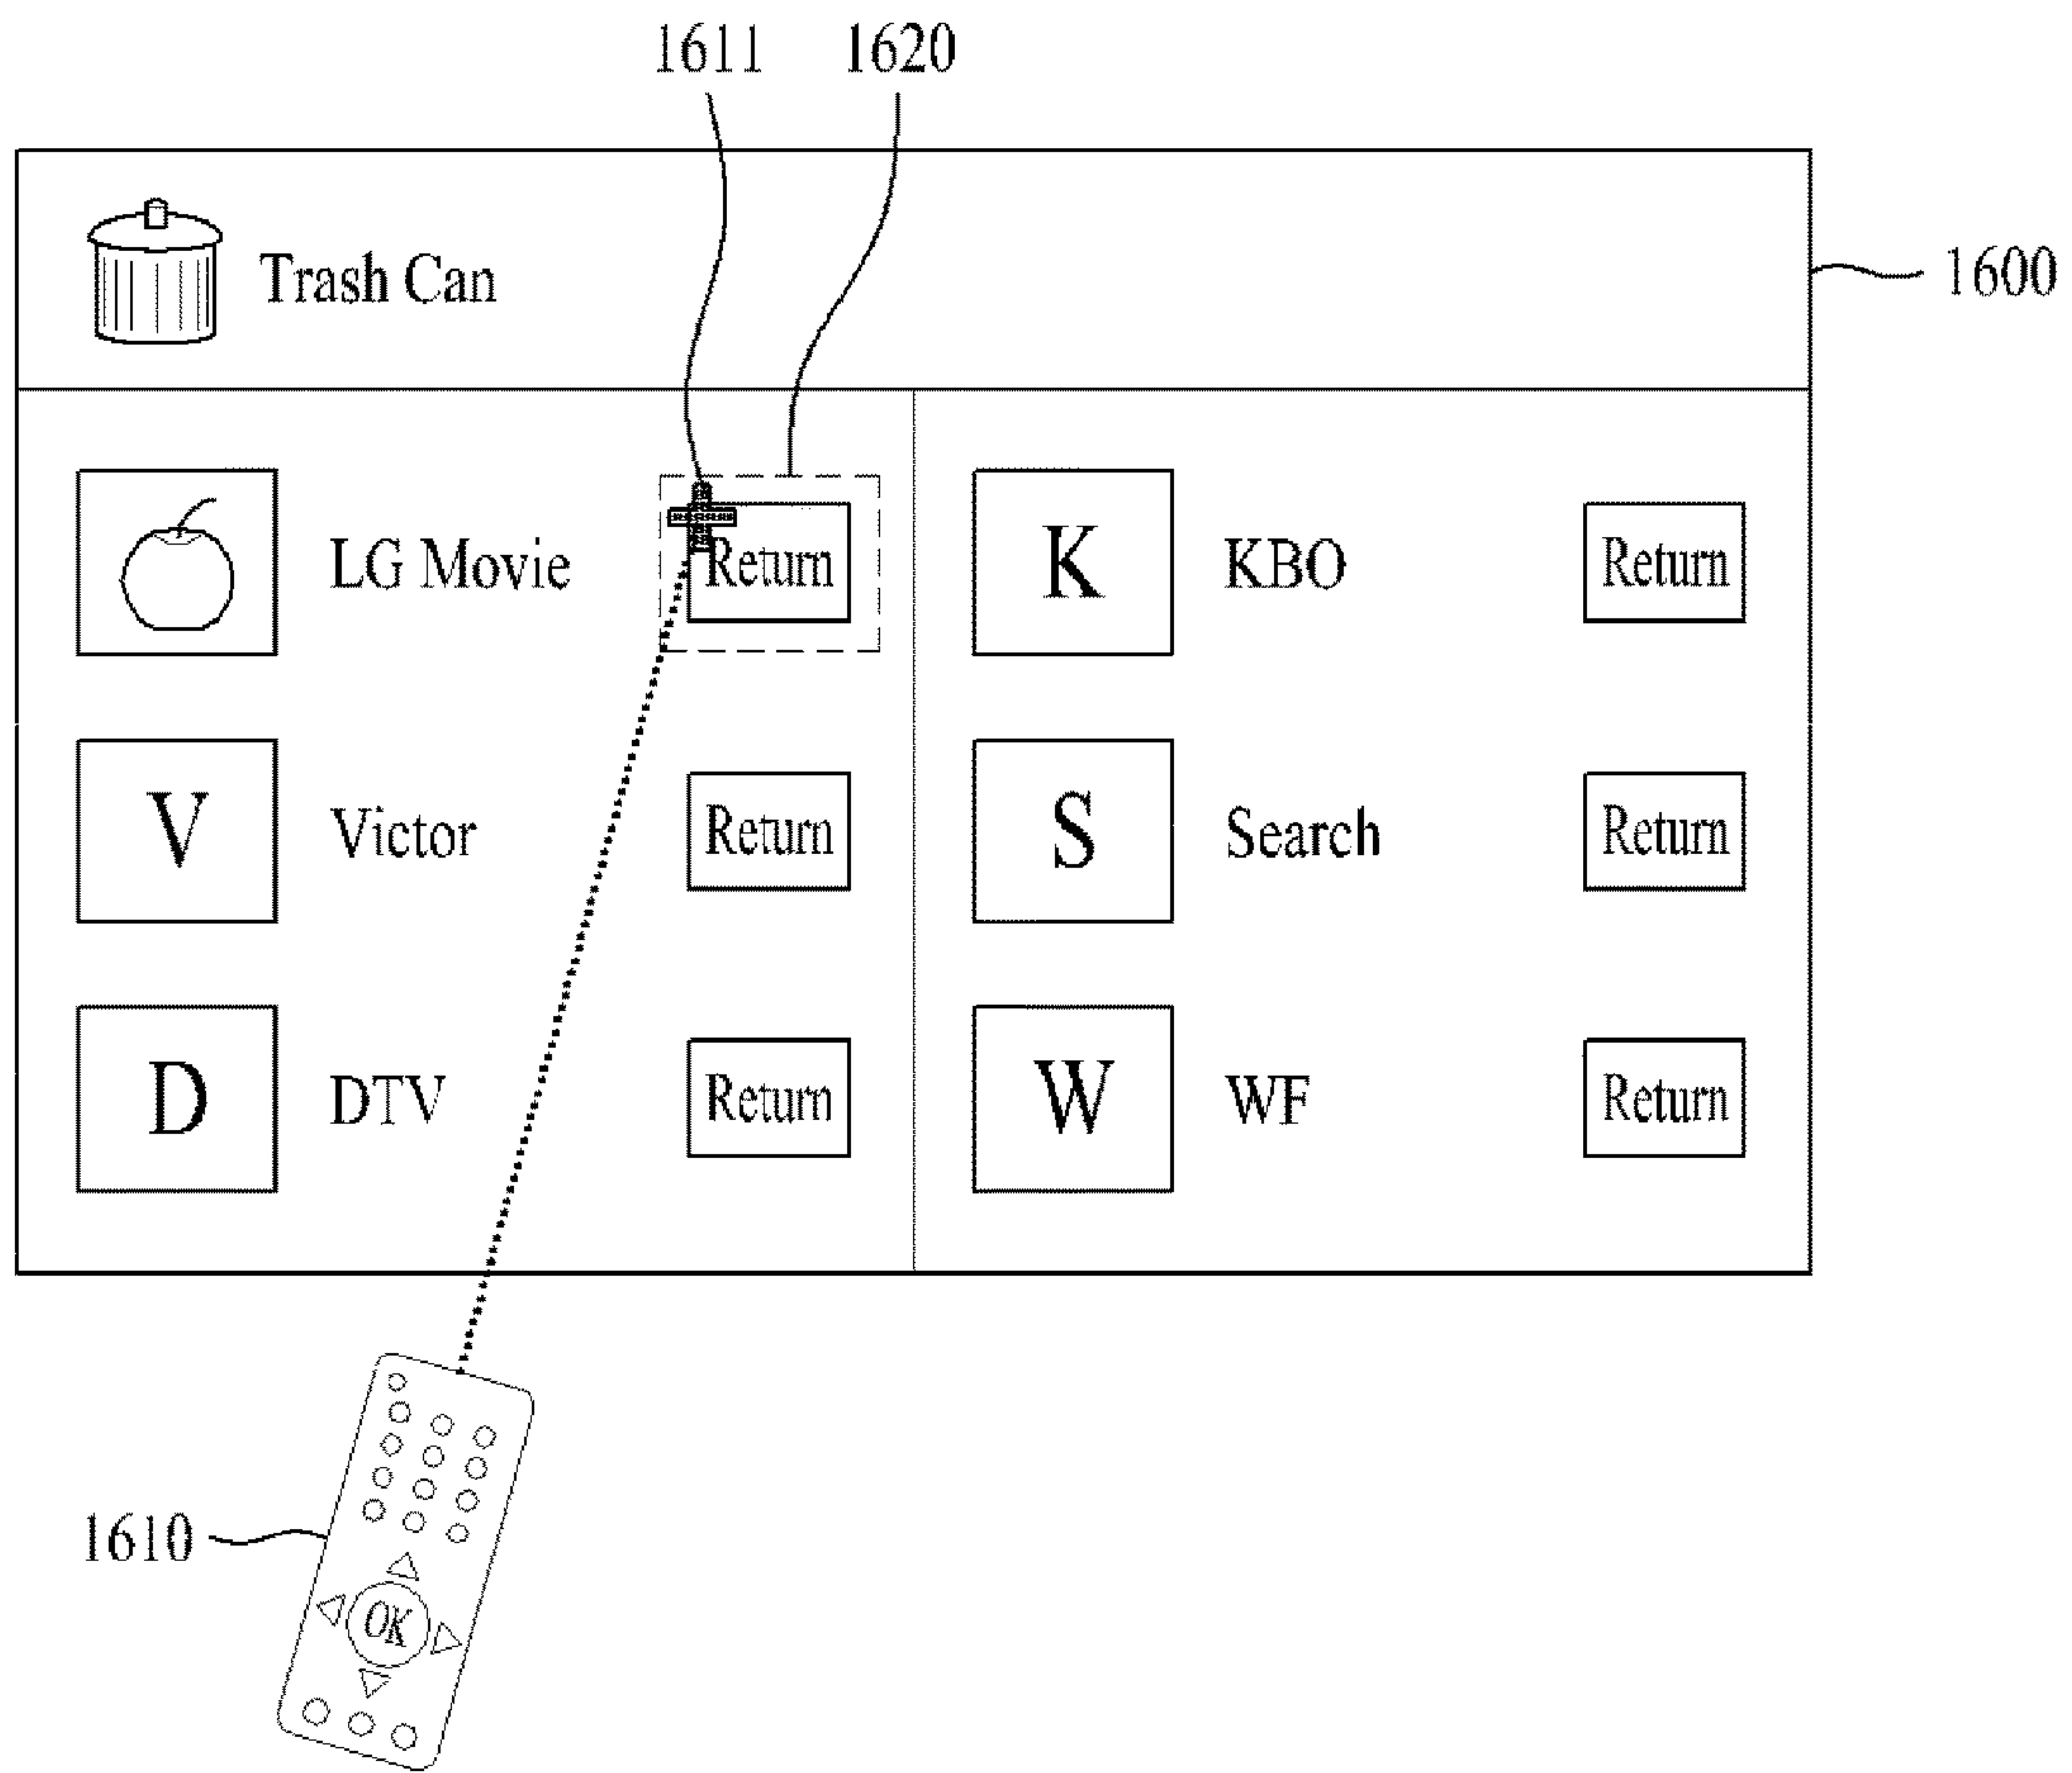 1611 1620
Trash Can
1600
LG Movie Return K KBO Return
V Victor Return S Search Return
D DTV Return W WF Return
1610
OK